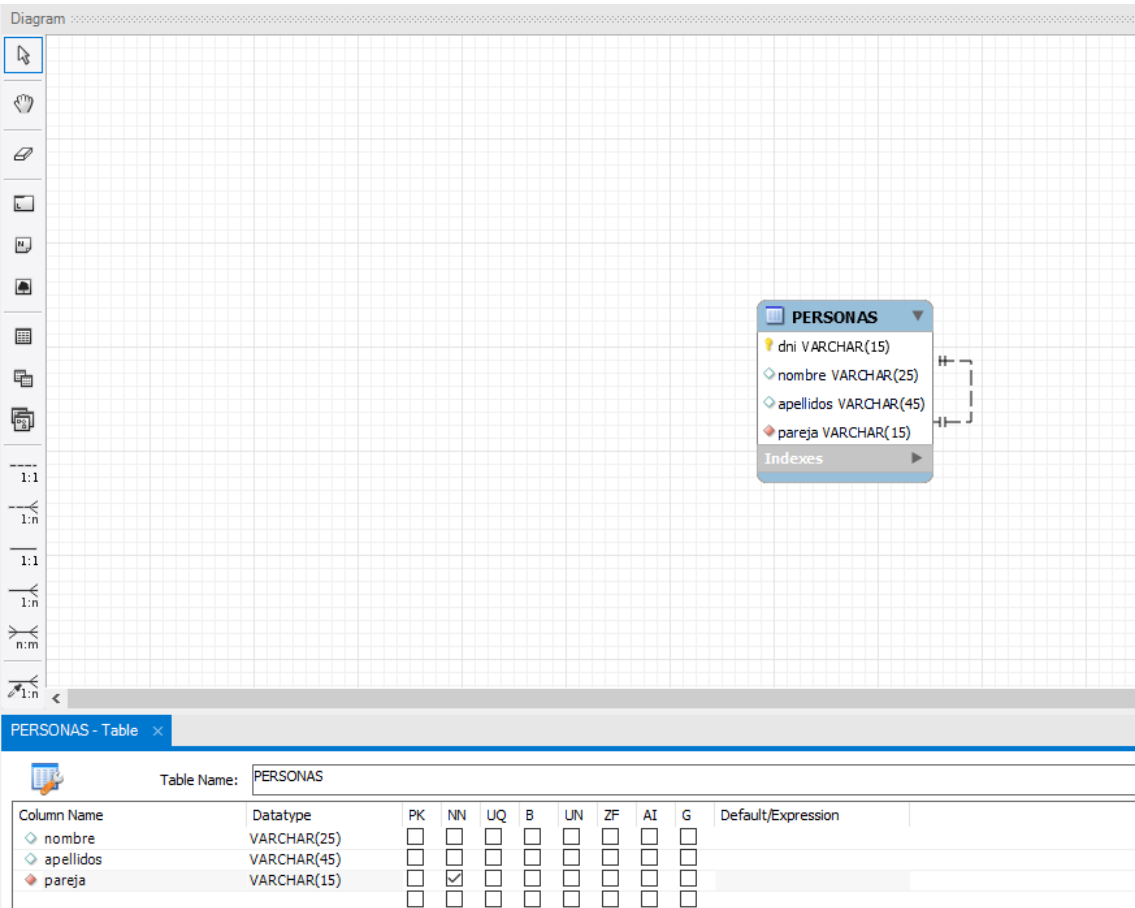 Diagram
PERSONAS
dni VARCHAR(15)
nombre VARCHAR(25)
apellidos VARCHAR(45)
pareja VARCHAR(15)
Indexes
1:1
1:n
1:1
1:n
n:m
1:n
PERSONAS - Table
Table Name: PERSONAS
Column Name Datatype PK NN UQ B UN ZF AI G Default/Expression
nombre VARCHAR(25)
apellidos VARCHAR(45)
pareja VARCHAR(15)